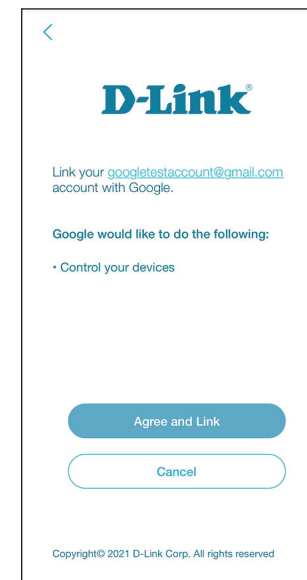 D-Link®
Link your googletestaccount@gmail.com
account with Google.
Google would like to do the following:
• Control your devices
Agree and Link
Cancel
Copyright© 2021 D-Link Corp. All rights reserved